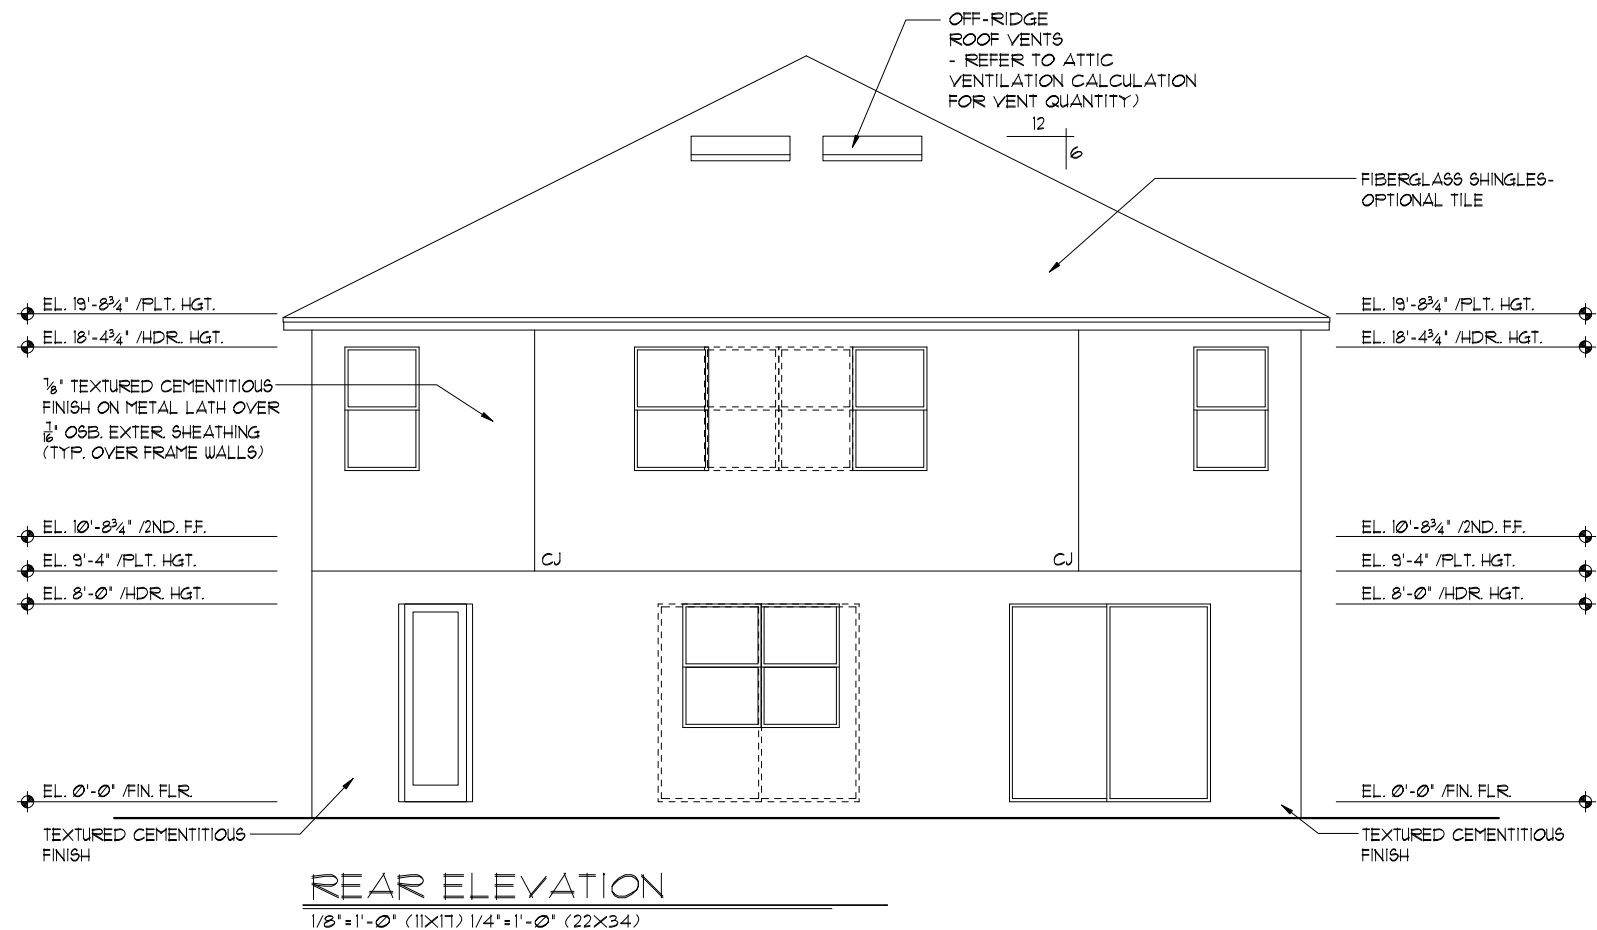 OFF-RIDGE
ROOF VENTS
- REFER TO ATTIC
VENTILATION CALCULATION
FOR VENT QUANTITY)
12
6
FIBERGLASS SHINGLES-
OPTIONAL TILE
EL. 19'-8¾" /PLT. HGT.
EL. 18'-4¾" /HDR. HGT.
⅞" TEXTURED CEMENTITIOUS
FINISH ON METAL LATH OVER
7/16" OSB. EXTER. SHEATHING
(TYP. OVER FRAME WALLS)
EL. 10'-8¾" /2ND. F.F.
EL. 9'-4" /PLT. HGT.
EL. 8'-0" /HDR. HGT.
EL. 0'-0" /FIN. FLR.
TEXTURED CEMENTITIOUS
FINISH
CJ
CJ
EL. 19'-8¾" /PLT. HGT.
EL. 18'-4¾" /HDR. HGT.
EL. 10'-8¾" /2ND. F.F.
EL. 9'-4" /PLT. HGT.
EL. 8'-0" /HDR. HGT.
EL. 0'-0" /FIN. FLR.
TEXTURED CEMENTITIOUS
FINISH
REAR ELEVATION
1/8"=1'-0" (11X17) 1/4"=1'-0" (22X34)